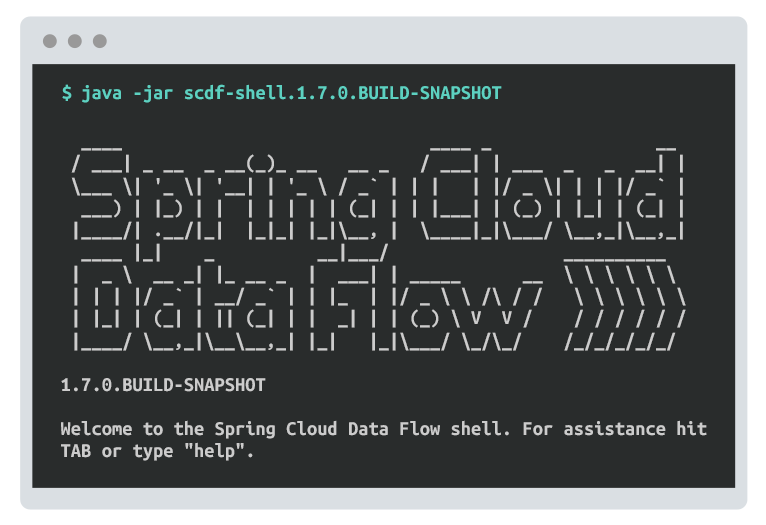 $ java -jar scdf-shell.1.7.0.BUILD-SNAPSHOT
Spring Cloud
Data Flow
1.7.0.BUILD-SNAPSHOT
Welcome to the Spring Cloud Data Flow shell. For assistance hit
TAB or type "help".